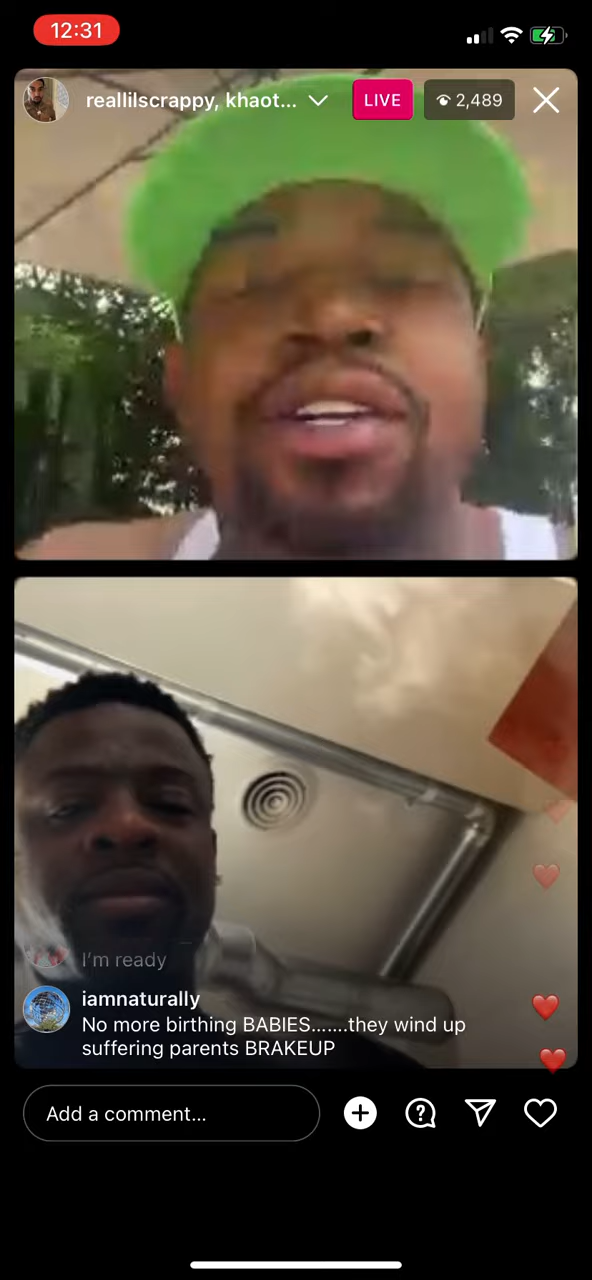 12:31
reallilscrappy, khaot...
LIVE
2,489
I'm ready
iamnaturally
No more birthing BABIES.......they wind up
suffering parents BRAKEUP
Add a comment...